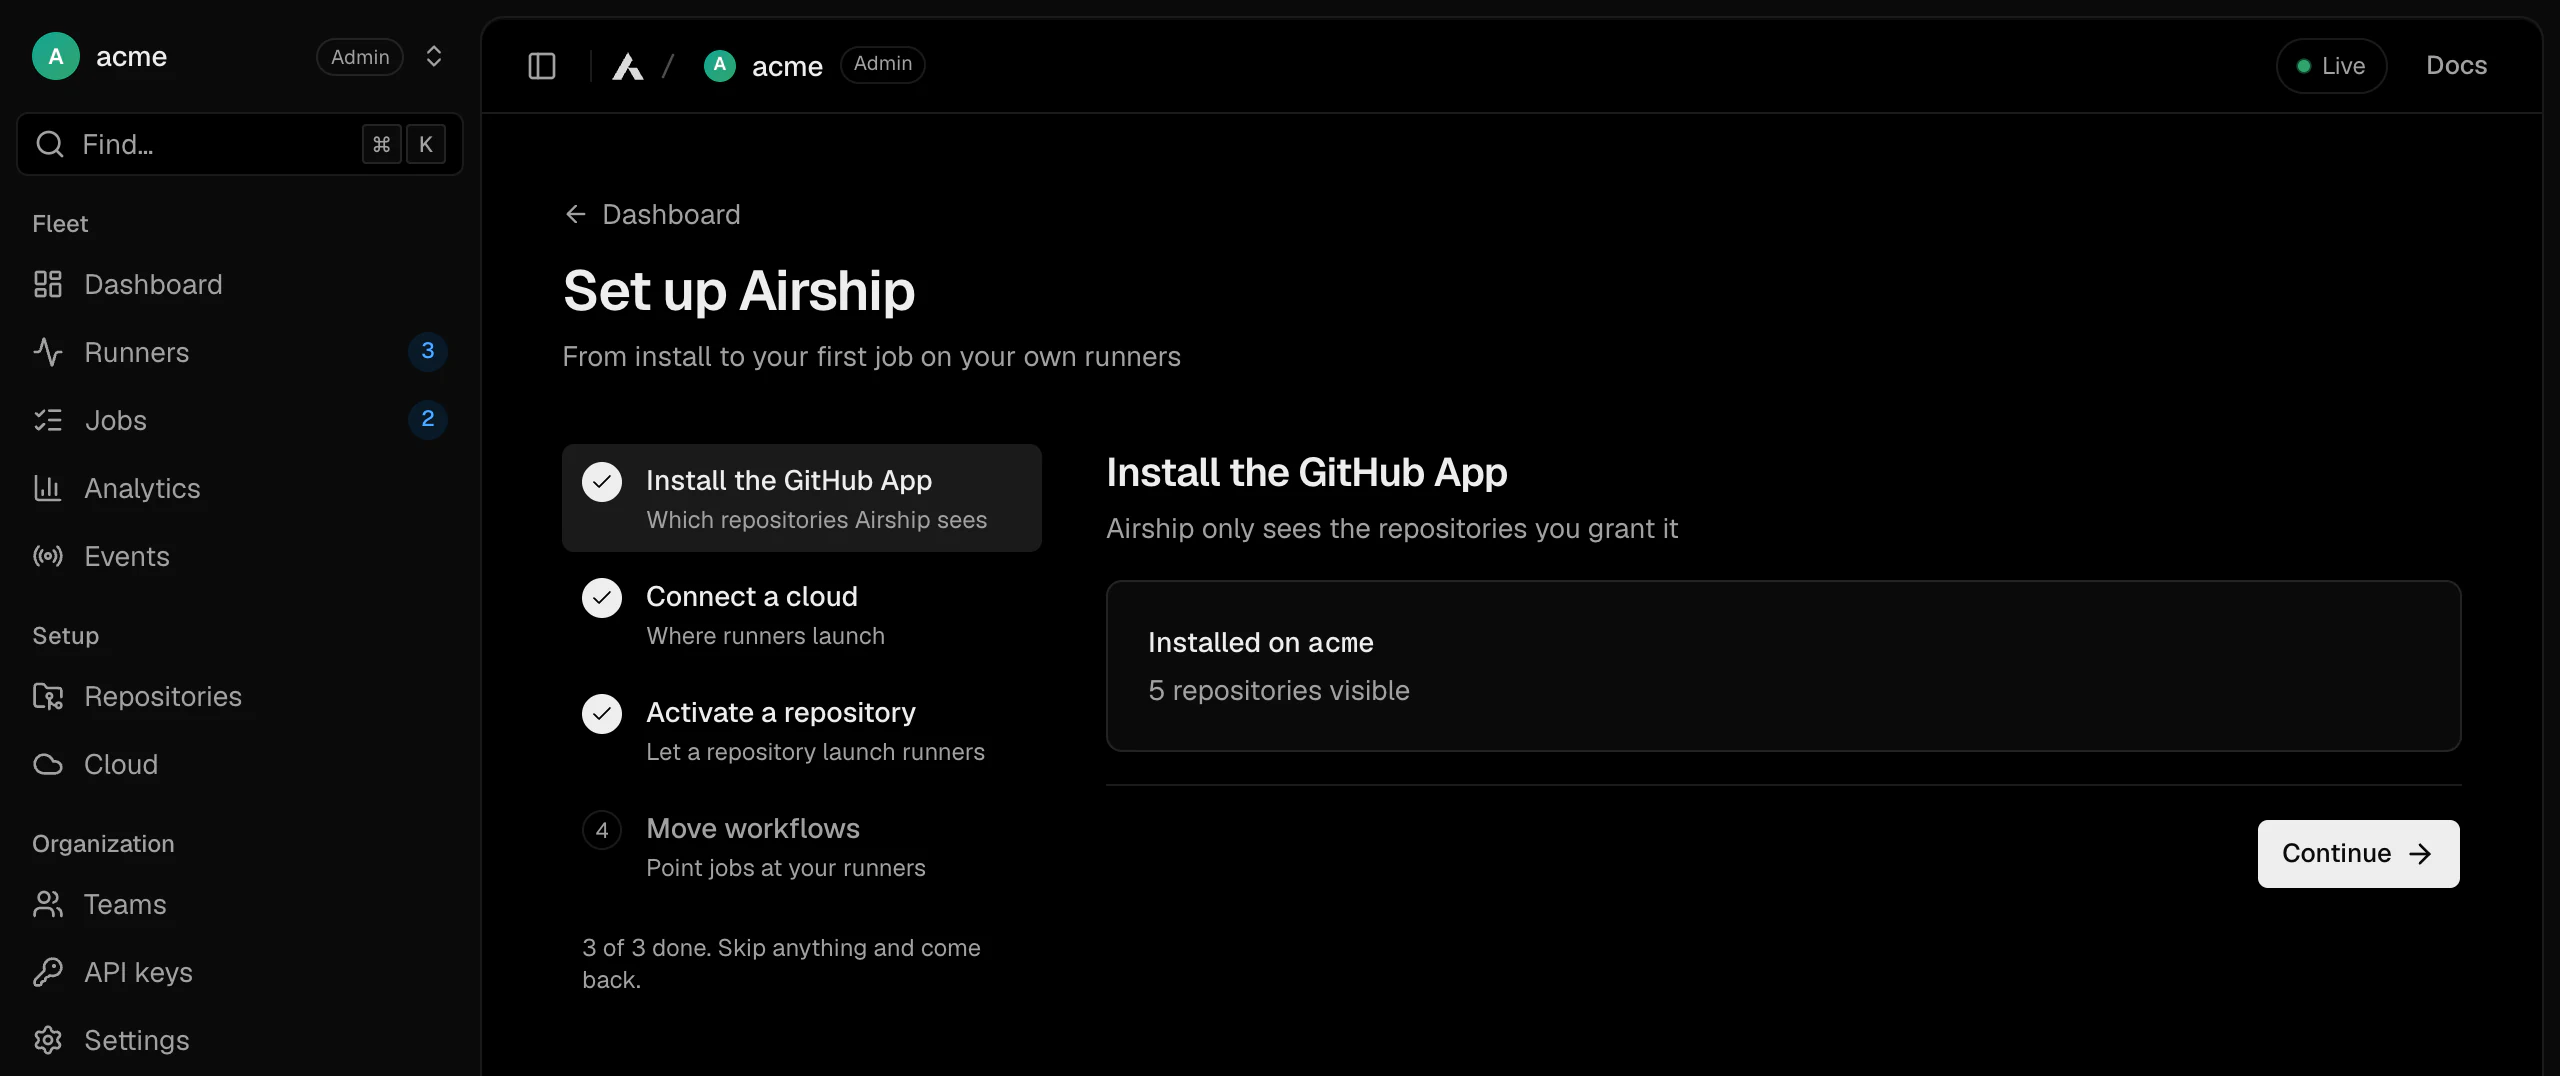 A acme Admin
Find... ⌘ K
Fleet
Dashboard
Runners 3
Jobs 2
Analytics
Events
Setup
Repositories
Cloud
Organization
Teams
API keys
Settings
/ A acme Admin
Live Docs
← Dashboard
Set up Airship
From install to your first job on your own runners
Install the GitHub App
Which repositories Airship sees
Connect a cloud
Where runners launch
Activate a repository
Let a repository launch runners
4 Move workflows
Point jobs at your runners
3 of 3 done. Skip anything and come
back.
Install the GitHub App
Airship only sees the repositories you grant it
Installed on acme
5 repositories visible
Continue →